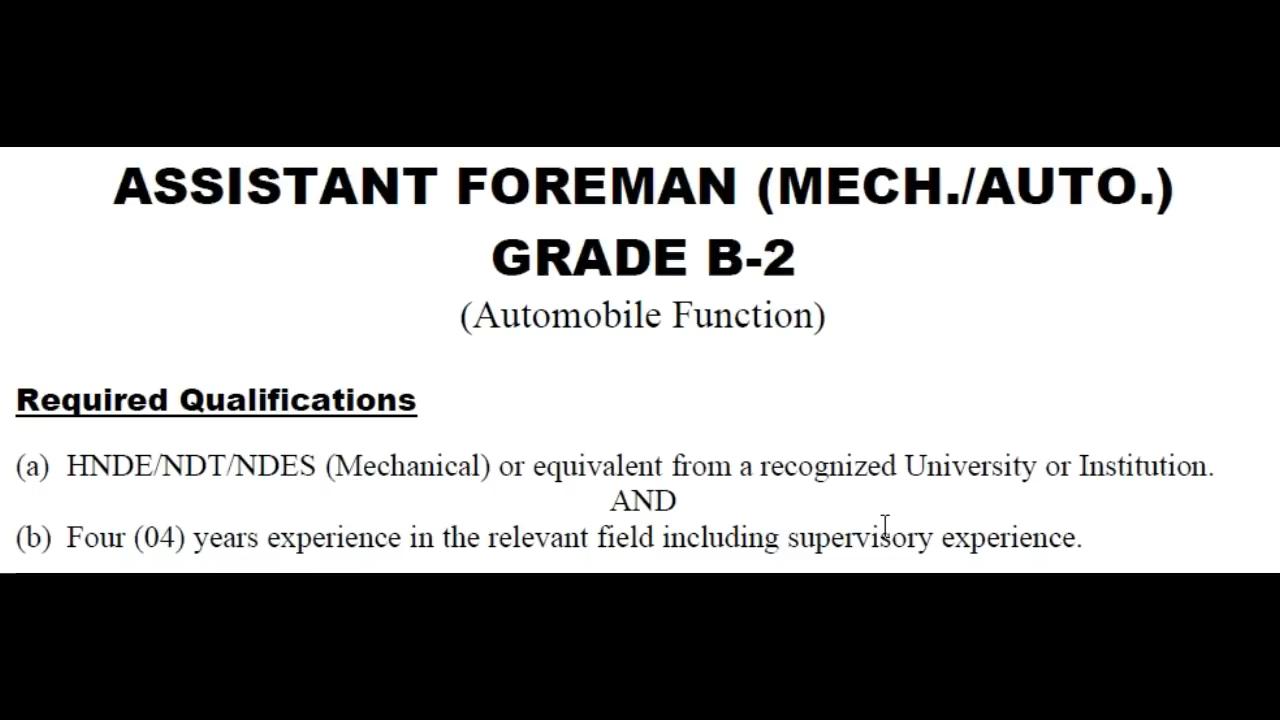 ASSISTANT FOREMAN (MECH./AUTO.)
GRADE B-2
(Automobile Function)
Required Qualifications
(a) HNDE/NDT/NDES (Mechanical) or equivalent from a recognized University or Institution.
AND
(b) Four (04) years experience in the relevant field including supervisory experience.